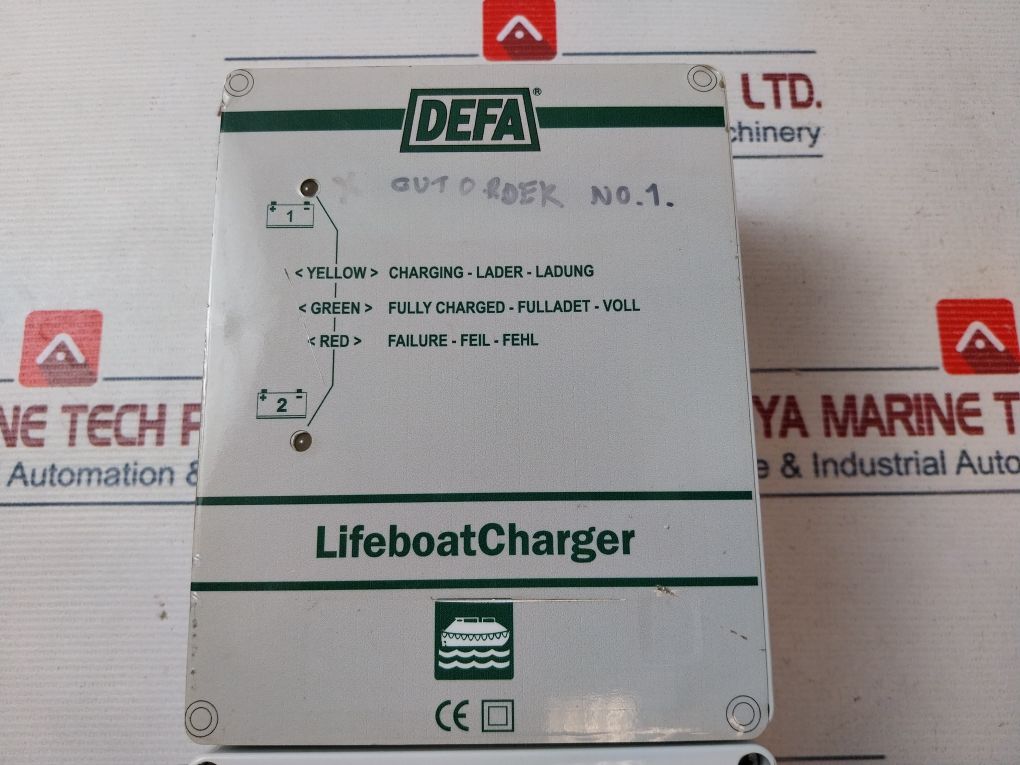 LTD.
chinery
DEFA®
OUT ORDER NO.1.
+ 1 -
< YELLOW > CHARGING - LADER - LADUNG
< GREEN > FULLY CHARGED - FULLADET - VOLL
< RED > FAILURE - FEIL - FEHL
+ 2 -
NE TECH P
Automation &
YA MARINE T
e & Industrial Auto
LifeboatCharger
CE